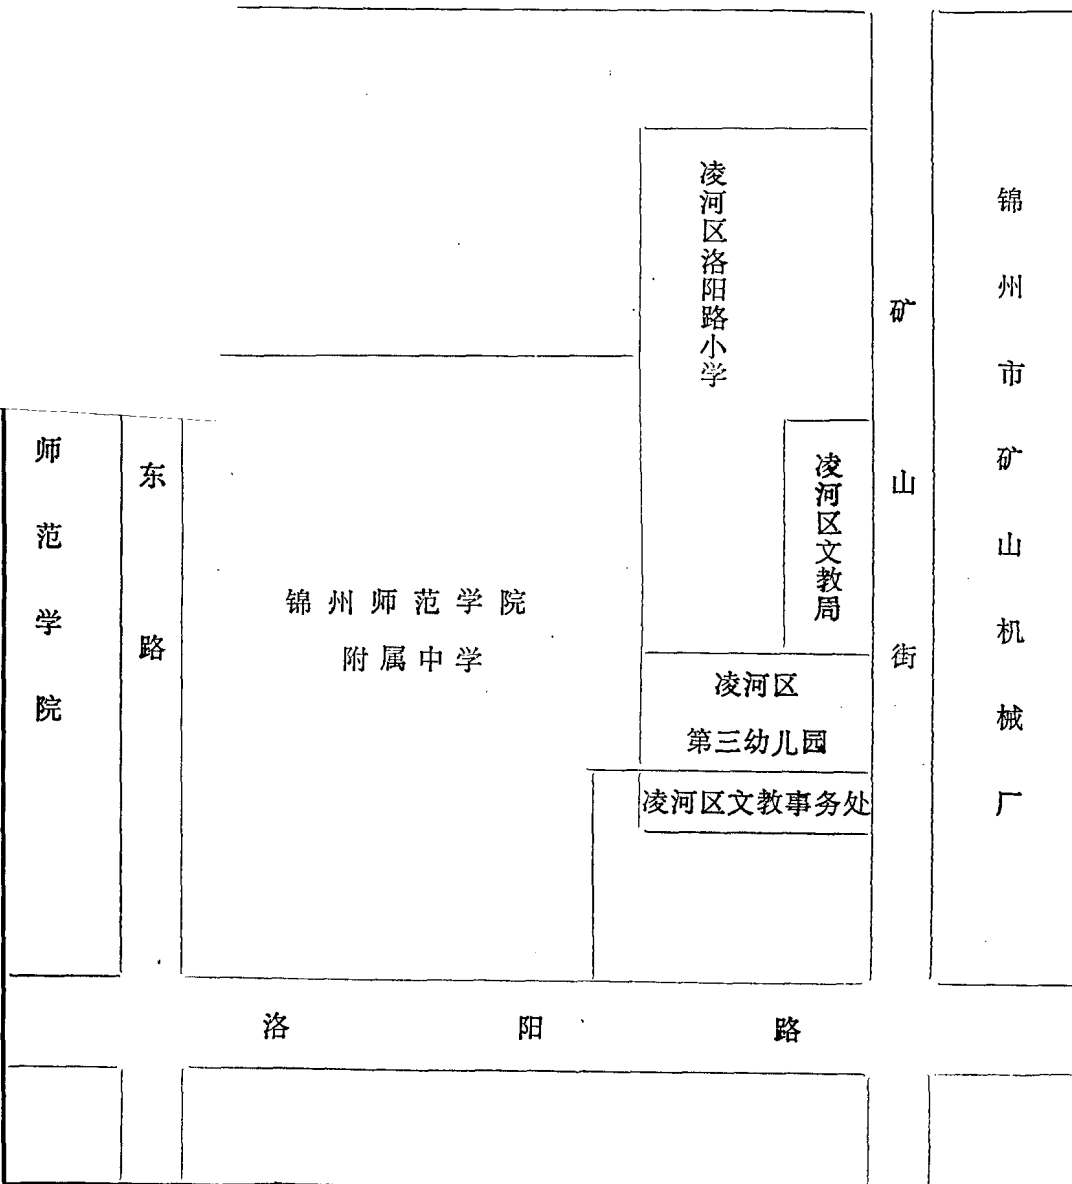 凌河区洛阳路小学
锦州市矿山机械厂
矿山街
师范学院
东路
凌河区文教周
锦州师范学院
附属中学
凌河区
第三幼儿园
凌河区文教事务处
洛阳路